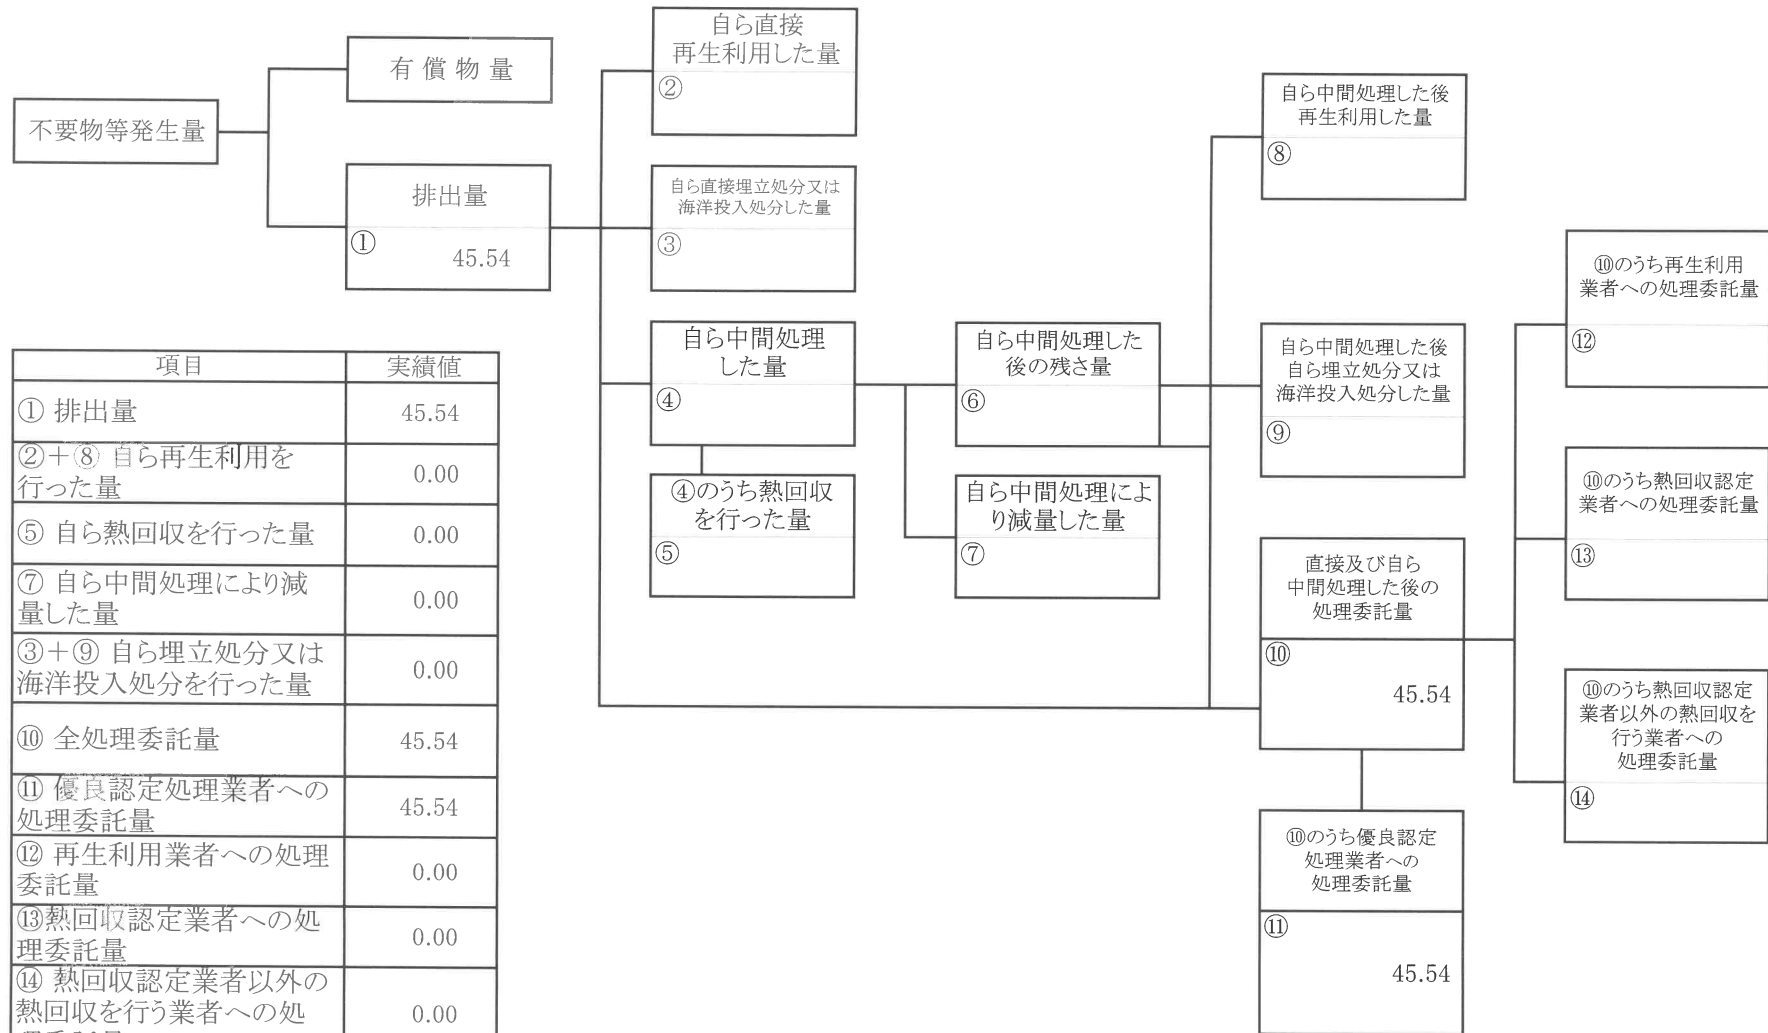 不要物等発生量
有償物量
排出量
①
45.54
自ら直接
再生利用した量
②
自ら直接埋立処分又は
海洋投入処分した量
③
自ら中間処理
した量
④
④のうち熱回収
を行った量
⑤
自ら中間処理した
後の残さ量
⑥
自ら中間処理によ
り減量した量
⑦
自ら中間処理した後
再生利用した量
⑧
自ら中間処理した後
自ら埋立処分又は
海洋投入処分した量
⑨
直接及び自ら
中間処理した後の
処理委託量
⑩
45.54
⑩のうち優良認定
処理業者への
処理委託量
⑪
45.54
⑩のうち再生利用
業者への処理委託量
⑫
⑩のうち熱回収認定
業者への処理委託量
⑬
⑩のうち熱回収認定
業者以外の熱回収を
行う業者への
処理委託量
⑭
項目 実績値
① 排出量 45.54
②+⑧ 自ら再生利用を
行った量 0.00
⑤ 自ら熱回収を行った量 0.00
⑦ 自ら中間処理により減
量した量 0.00
③+⑨ 自ら埋立処分又は
海洋投入処分を行った量 0.00
⑩ 全処理委託量 45.54
⑪ 優良認定処理業者への
処理委託量 45.54
⑫ 再生利用業者への処理
委託量 0.00
⑬熱回収認定業者への処
理委託量 0.00
⑭ 熱回収認定業者以外の
熱回収を行う業者への処 0.00